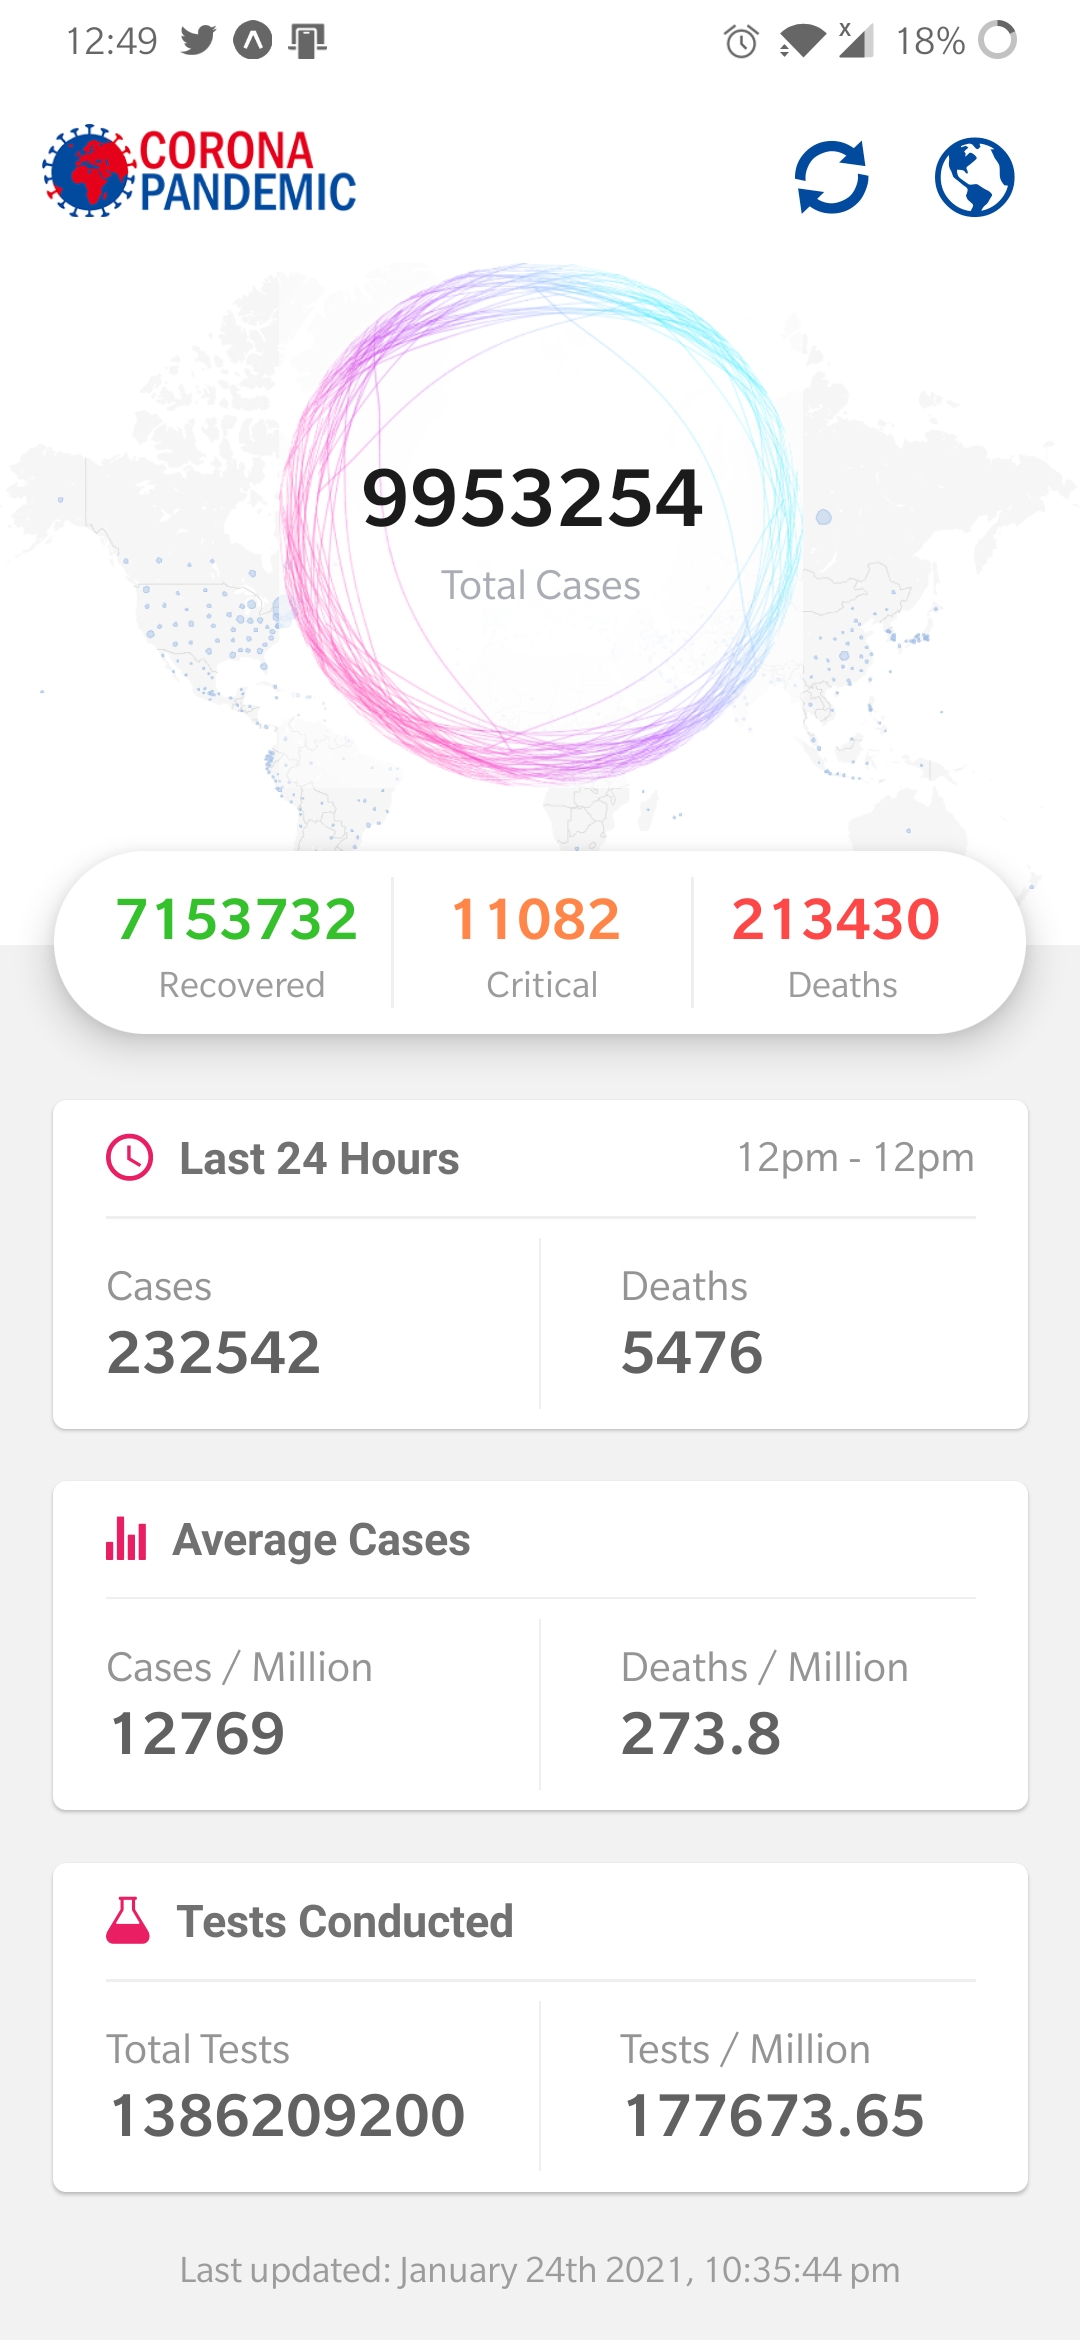 12:49 18%
CORONA
PANDEMIC
9953254
Total Cases
7153732 11082 213430
Recovered Critical Deaths
Last 24 Hours 12pm - 12pm
Cases Deaths
232542 5476
Average Cases
Cases / Million Deaths / Million
12769 273.8
Tests Conducted
Total Tests Tests / Million
1386209200 177673.65
Last updated: January 24th 2021, 10:35:44 pm